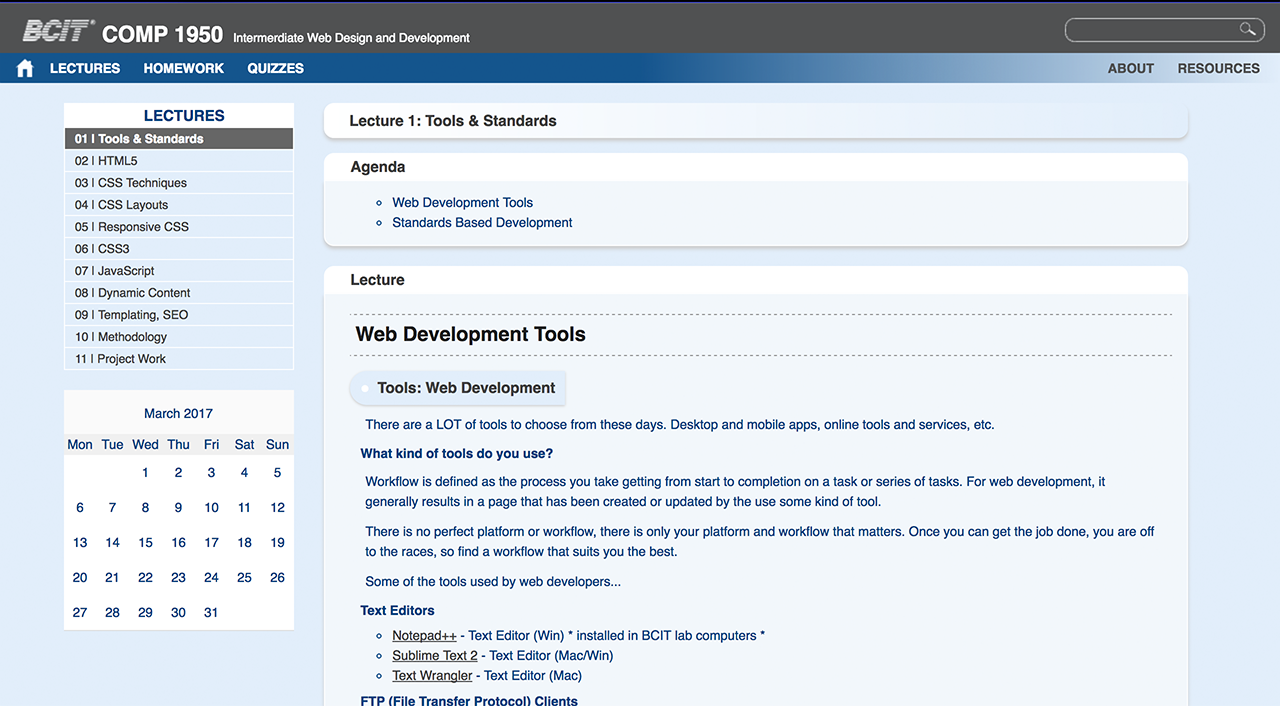 BCIT® COMP 1950 Intermerdiate Web Design and Development
LECTURES HOMEWORK QUIZZES ABOUT RESOURCES
LECTURES
01 | Tools & Standards
02 | HTML5
03 | CSS Techniques
04 | CSS Layouts
05 | Responsive CSS
06 | CSS3
07 | JavaScript
08 | Dynamic Content
09 | Templating, SEO
10 | Methodology
11 | Project Work
March 2017
Mon Tue Wed Thu Fri Sat Sun
1 2 3 4 5
6 7 8 9 10 11 12
13 14 15 16 17 18 19
20 21 22 23 24 25 26
27 28 29 30 31
Lecture 1: Tools & Standards
Agenda
Web Development Tools
Standards Based Development
Lecture
Web Development Tools
Tools: Web Development
There are a LOT of tools to choose from these days. Desktop and mobile apps, online tools and services, etc.
What kind of tools do you use?
Workflow is defined as the process you take getting from start to completion on a task or series of tasks. For web development, it
generally results in a page that has been created or updated by the use some kind of tool.
There is no perfect platform or workflow, there is only your platform and workflow that matters. Once you can get the job done, you are off
to the races, so find a workflow that suits you the best.
Some of the tools used by web developers...
Text Editors
Notepad++ - Text Editor (Win) * installed in BCIT lab computers *
Sublime Text 2 - Text Editor (Mac/Win)
Text Wrangler - Text Editor (Mac)
FTP (File Transfer Protocol) Clients